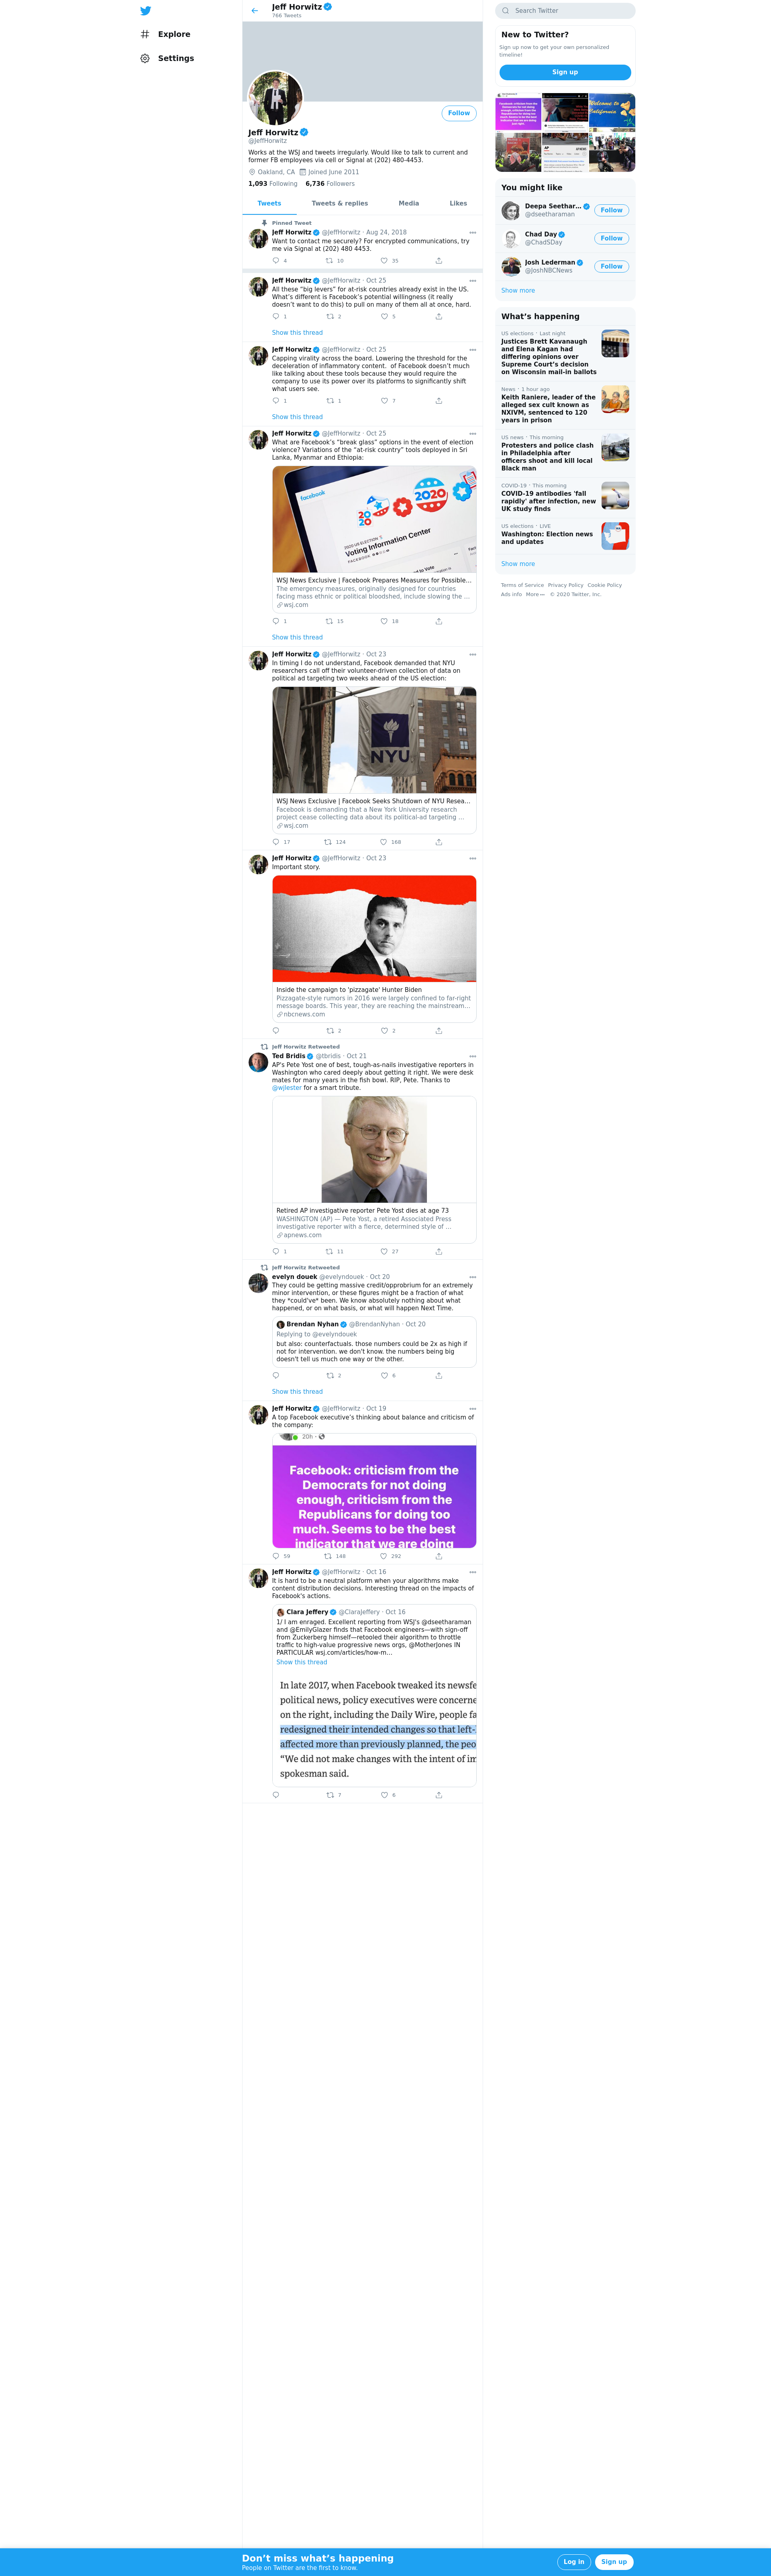 Explore
Settings
Jeff Horwitz
766 Tweets
Follow
Jeff Horwitz
@JeffHorwitz
Works at the WSJ and tweets irregularly. Would like to talk to current and
former FB employees via cell or Signal at (202) 480-4453.
Oakland, CA Joined June 2011
1,093 Following 6,736 Followers
Tweets Tweets & replies Media Likes
Pinned Tweet
Jeff Horwitz @JeffHorwitz · Aug 24, 2018
Want to contact me securely? For encrypted communications, try
me via Signal at (202) 480 4453.
4 10 35
Jeff Horwitz @JeffHorwitz · Oct 25
All these “big levers” for at-risk countries already exist in the US.
What’s different is Facebook’s potential willingness (it really
doesn’t want to do this) to pull on many of them all at once, hard.
1 2 5
Show this thread
Jeff Horwitz @JeffHorwitz · Oct 25
Capping virality across the board. Lowering the threshold for the
deceleration of inflammatory content. of Facebook doesn’t much
like talking about these tools because they would require the
company to use its power over its platforms to significantly shift
what users see.
1 1 7
Show this thread
Jeff Horwitz @JeffHorwitz · Oct 25
What are Facebook’s “break glass” options in the event of election
violence? Variations of the “at-risk country” tools deployed in Sri
Lanka, Myanmar and Ethiopia:
facebook
2020
2020
2020 US ELECTION
Voting Information Center
FACEBOOK
WSJ News Exclusive | Facebook Prepares Measures for Possible…
The emergency measures, originally designed for countries
facing mass ethnic or political bloodshed, include slowing the …
wsj.com
1 15 18
Show this thread
Jeff Horwitz @JeffHorwitz · Oct 23
In timing I do not understand, Facebook demanded that NYU
researchers call off their volunteer-driven collection of data on
political ad targeting two weeks ahead of the US election:
NYU
WSJ News Exclusive | Facebook Seeks Shutdown of NYU Resea…
Facebook is demanding that a New York University research
project cease collecting data about its political-ad targeting …
wsj.com
17 124 168
Jeff Horwitz @JeffHorwitz · Oct 23
Important story.
Inside the campaign to ‘pizzagate’ Hunter Biden
Pizzagate-style rumors in 2016 were largely confined to far-right
message boards. This year, they are reaching the mainstream…
nbcnews.com
2 2
Jeff Horwitz Retweeted
Ted Bridis @tbridis · Oct 21
AP's Pete Yost one of best, tough-as-nails investigative reporters in
Washington who cared deeply about getting it right. We were desk
mates for many years in the fish bowl. RIP, Pete. Thanks to
@wjlester for a smart tribute.
Retired AP investigative reporter Pete Yost dies at age 73
WASHINGTON (AP) — Pete Yost, a retired Associated Press
investigative reporter with a fierce, determined style of …
apnews.com
1 11 27
Jeff Horwitz Retweeted
evelyn douek @evelyndouek · Oct 20
They could be getting massive credit/opprobrium for an extremely
minor intervention, or these figures might be a fraction of what
they *could've* been. We know absolutely nothing about what
happened, or on what basis, or what will happen Next Time.
Brendan Nyhan @BrendanNyhan · Oct 20
Replying to @evelyndouek
but also: counterfactuals. those numbers could be 2x as high if
not for intervention. we don't know. the numbers being big
doesn't tell us much one way or the other.
2 6
Show this thread
Jeff Horwitz @JeffHorwitz · Oct 19
A top Facebook executive’s thinking about balance and criticism of
the company:
20h ·
Facebook: criticism from the
Democrats for not doing
enough, criticism from the
Republicans for doing too
much. Seems to be the best
indicator that we are doing
59 148 292
Jeff Horwitz @JeffHorwitz · Oct 16
It is hard to be a neutral platform when your algorithms make
content distribution decisions. Interesting thread on the impacts of
Facebook's actions.
Clara Jeffery @ClaraJeffery · Oct 16
1/ I am enraged. Excellent reporting from WSJ's @dseetharaman
and @EmilyGlazer finds that Facebook engineers—with sign-off
from Zuckerberg himself—retooled their algorithm to throttle
traffic to high-value progressive news orgs, @MotherJones IN
PARTICULAR wsj.com/articles/how-m…
Show this thread
In late 2017, when Facebook tweaked its newsfe
political news, policy executives were concerne
on the right, including the Daily Wire, people fa
redesigned their intended changes so that left-
affected more than previously planned, the peo
“We did not make changes with the intent of im
spokesman said.
7 6
Search Twitter
New to Twitter?
Sign up now to get your own personalized
timeline!
Sign up
Welcome to
California
You might like
Deepa Seethar…
@dseetharaman
Follow
Chad Day
@ChadSDay
Follow
Josh Lederman
@JoshNBCNews
Follow
Show more
What’s happening
US elections · Last night
Justices Brett Kavanaugh
and Elena Kagan had
differing opinions over
Supreme Court’s decision
on Wisconsin mail-in ballots
News · 1 hour ago
Keith Raniere, leader of the
alleged sex cult known as
NXIVM, sentenced to 120
years in prison
US news · This morning
Protesters and police clash
in Philadelphia after
officers shoot and kill local
Black man
COVID-19 · This morning
COVID-19 antibodies 'fall
rapidly' after infection, new
UK study finds
US elections · LIVE
Washington: Election news
and updates
Show more
Terms of Service Privacy Policy Cookie Policy
Ads info More © 2020 Twitter, Inc.
Don’t miss what’s happening
People on Twitter are the first to know.
Log in Sign up